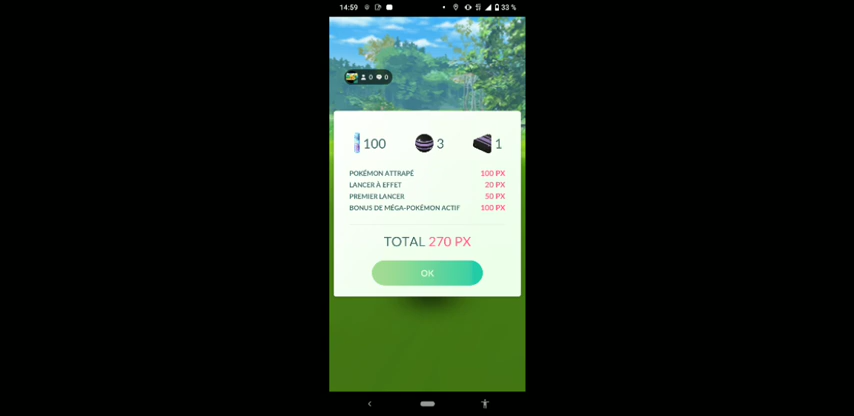 14:59 33 %
0 0
100 3 1
POKÉMON ATTRAPÉ 100 PX
LANCER À EFFET 20 PX
PREMIER LANCER 50 PX
BONUS DE MÉGA-POKÉMON ACTIF 100 PX
TOTAL 270 PX
OK